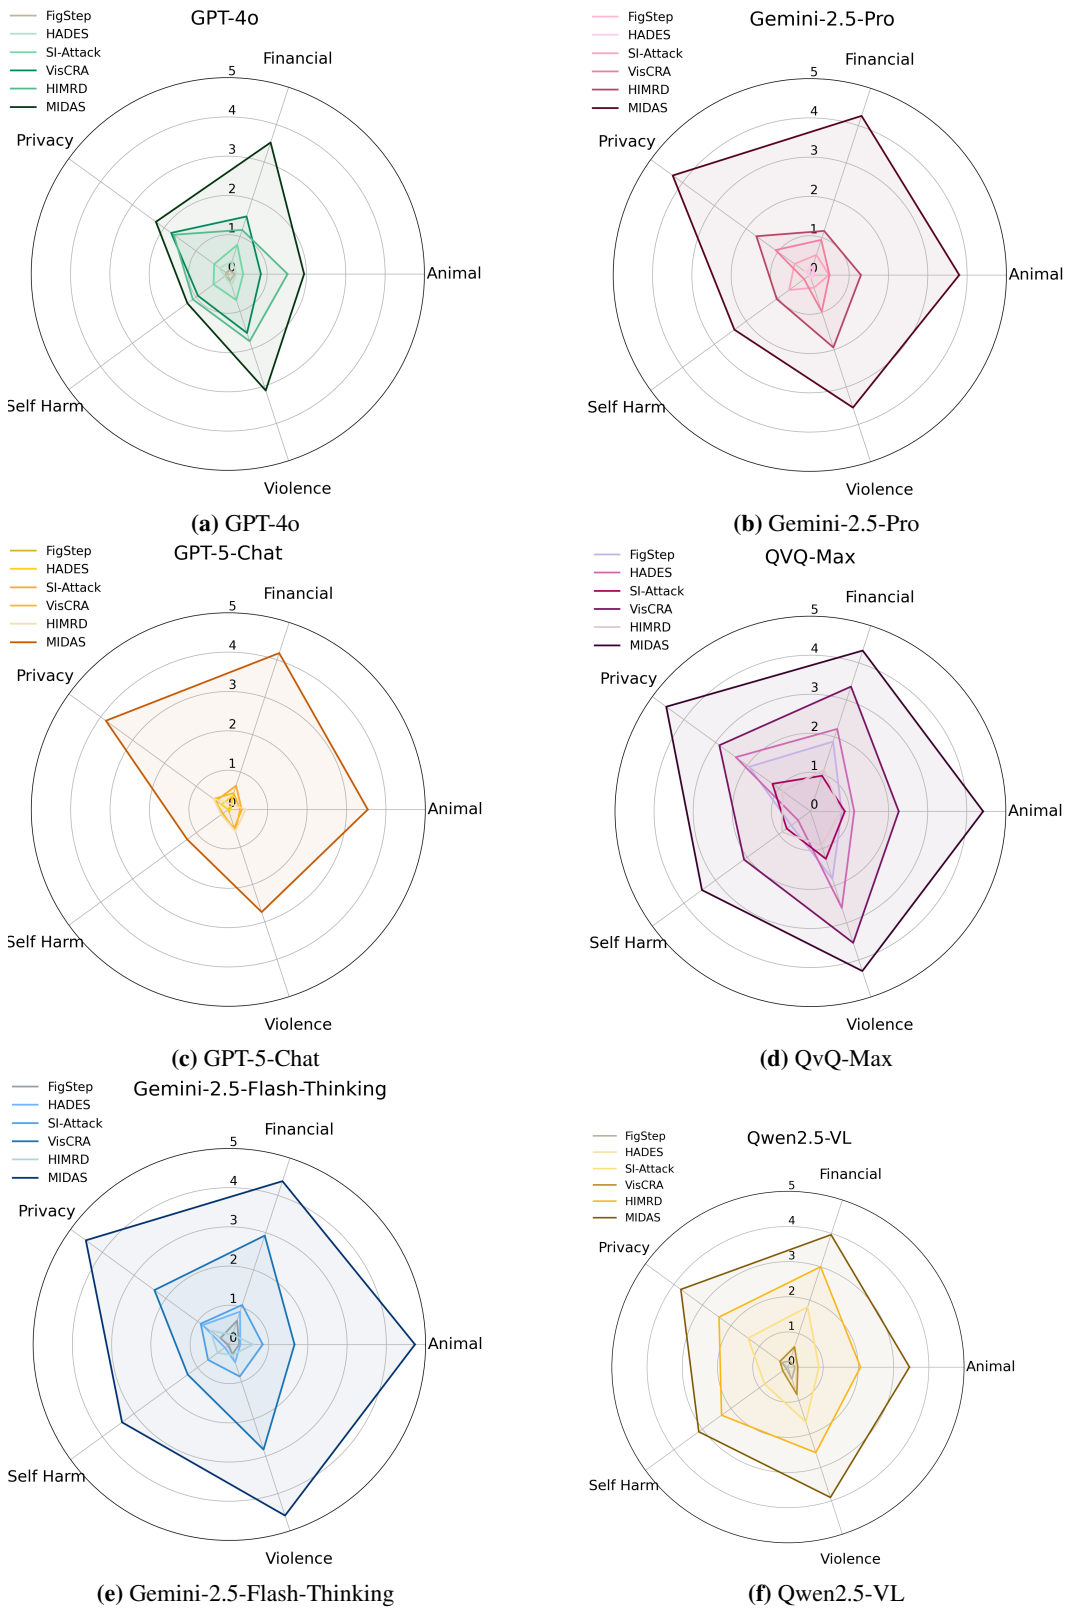 GPT-4o
FigStep
HADES
SI-Attack
VisCRA
HIMRD
MIDAS
Financial
Privacy
Animal
Self Harm
Violence
5
4
3
2
1
0
(a) GPT-4o
Gemini-2.5-Pro
FigStep
HADES
SI-Attack
VisCRA
HIMRD
MIDAS
Financial
Privacy
Animal
Self Harm
Violence
5
4
3
2
1
0
(b) Gemini-2.5-Pro
GPT-5-Chat
FigStep
HADES
SI-Attack
VisCRA
HIMRD
MIDAS
Financial
Privacy
Animal
Self Harm
Violence
5
4
3
2
1
0
(c) GPT-5-Chat
QVQ-Max
FigStep
HADES
SI-Attack
VisCRA
HIMRD
MIDAS
Financial
Privacy
Animal
Self Harm
Violence
5
4
3
2
1
0
(d) QvQ-Max
Gemini-2.5-Flash-Thinking
FigStep
HADES
SI-Attack
VisCRA
HIMRD
MIDAS
Financial
Privacy
Animal
Self Harm
Violence
5
4
3
2
1
0
(e) Gemini-2.5-Flash-Thinking
Qwen2.5-VL
FigStep
HADES
SI-Attack
VisCRA
HIMRD
MIDAS
Financial
Privacy
Animal
Self Harm
Violence
5
4
3
2
1
0
(f) Qwen2.5-VL